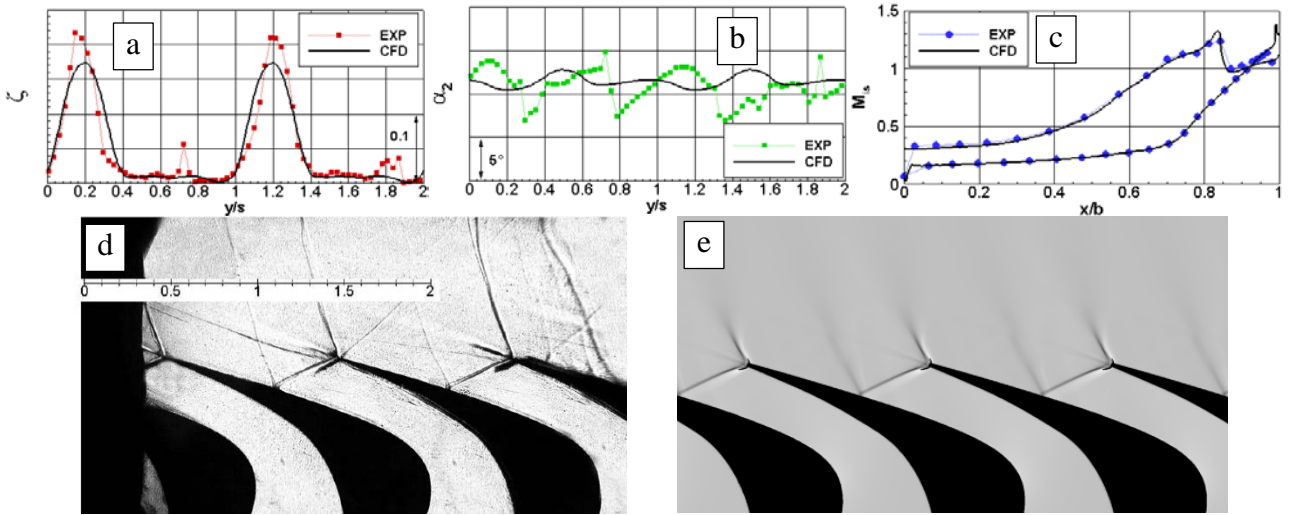 a
EXP
CFD
ζ
0.1
0 0.2 0.4 0.6 0.8 1 1.2 1.4 1.6 1.8 2
y/s
b
α2
5°
EXP
CFD
0 0.2 0.4 0.6 0.8 1 1.2 1.4 1.6 1.8 2
y/s
1.5
EXP
CFD
c
1
Mis
0.5
0
0 0.2 0.4 0.6 0.8 1
x/b
d
0 0.5 1 1.5 2
e